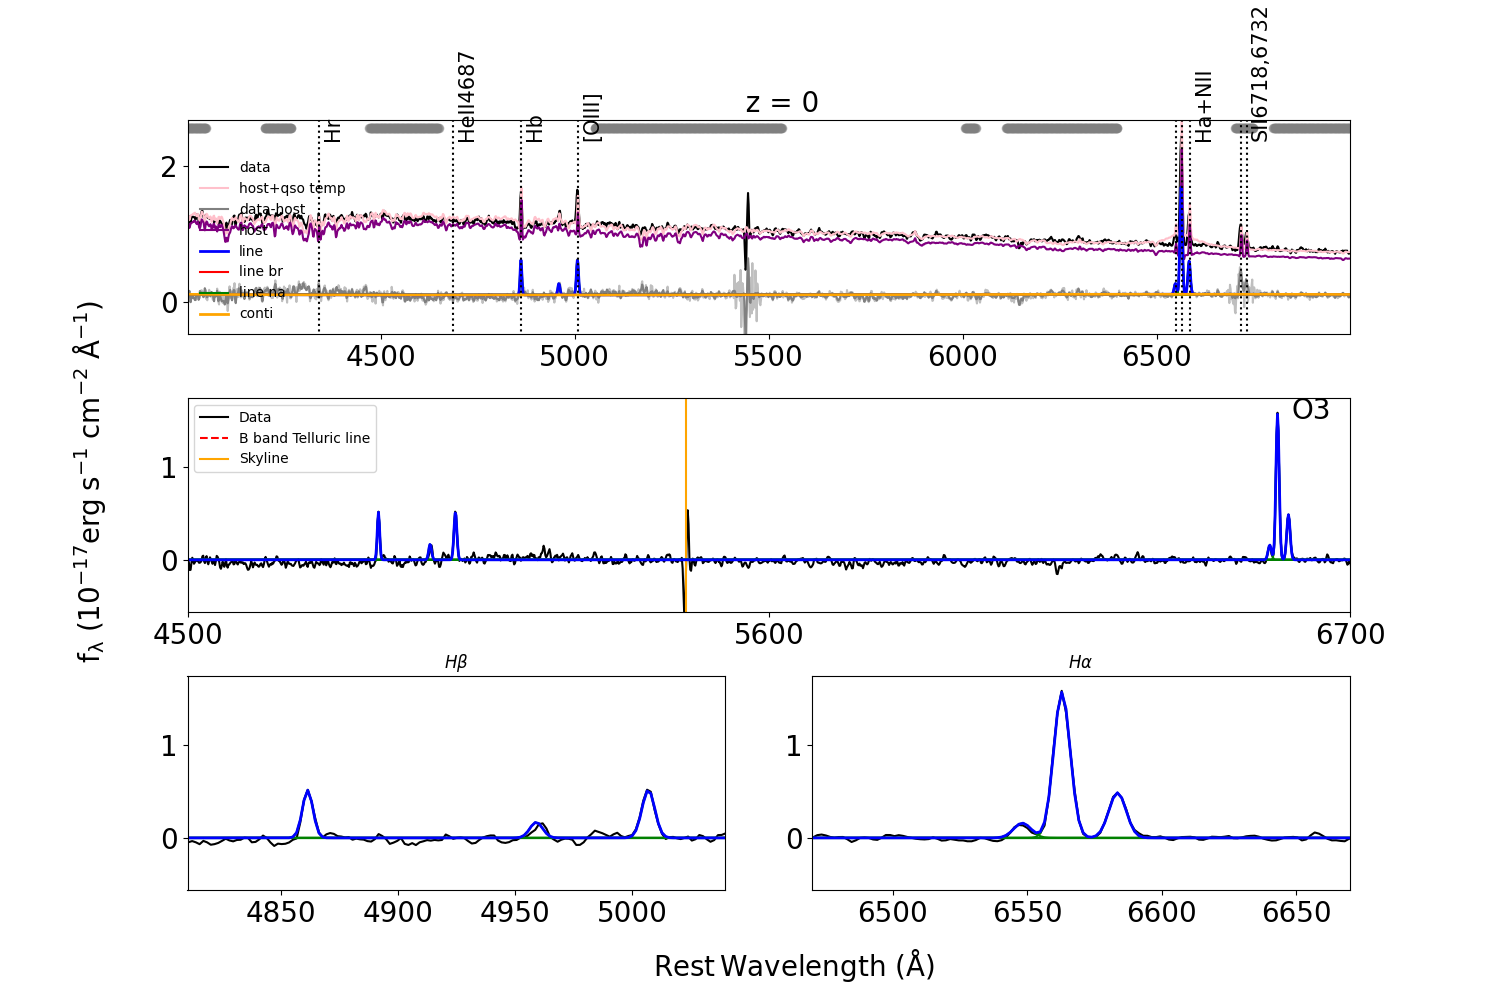 z = 0
Hr
HeII4687
Hb
[OIII]
Ha+NII
SII6718,6732
data
host+qso temp
data-host
host
line
line br
line na
conti
2
0
4500 5000 5500 6000 6500
O3
Data
B band Telluric line
Skyline
1
0
4500 5600 6700
fλ (10⁻¹⁷erg s⁻¹ cm⁻² Å⁻¹)
Hβ
1
0
4850 4900 4950 5000
Hα
1
0
6500 6550 6600 6650
Rest Wavelength (Å)